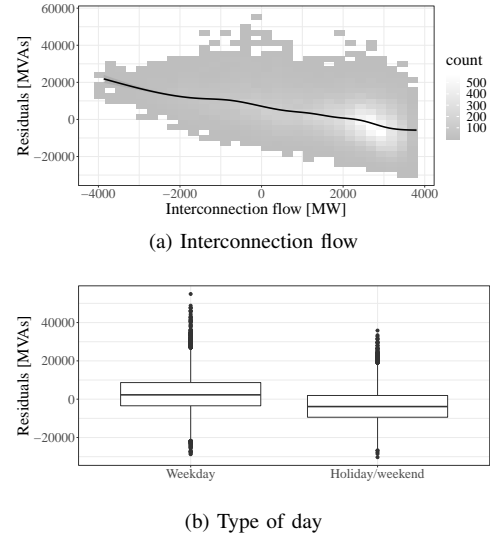 60000
40000
20000
0
−20000
Residuals [MVAs]
−4000 −2000 0 2000 4000
Interconnection flow [MW]
count
500
400
300
200
100
(a) Interconnection flow
40000
20000
0
−20000
Residuals [MVAs]
Weekday Holiday/weekend
(b) Type of day